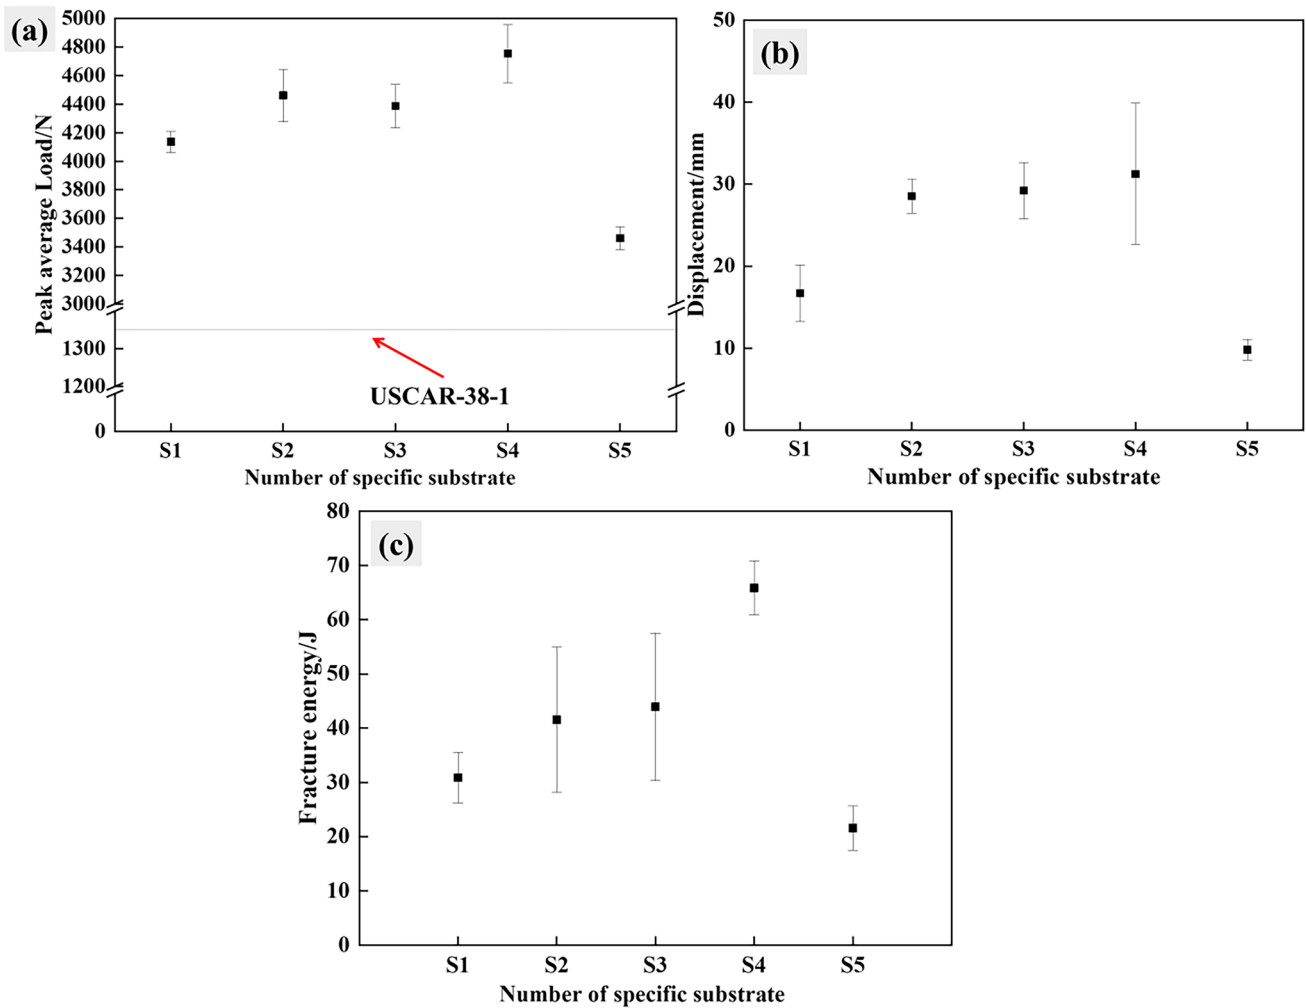 (a)
Peak average Load/N
5000
4800
4600
4400
4200
4000
3800
3600
3400
3200
3000
1300
1200
0
USCAR-38-1
S1 S2 S3 S4 S5
Number of specific substrate
(b)
Displacement/mm
50
40
30
20
10
0
S1 S2 S3 S4 S5
Number of specific substrate
(c)
Fracture energy/J
80
70
60
50
40
30
20
10
0
S1 S2 S3 S4 S5
Number of specific substrate